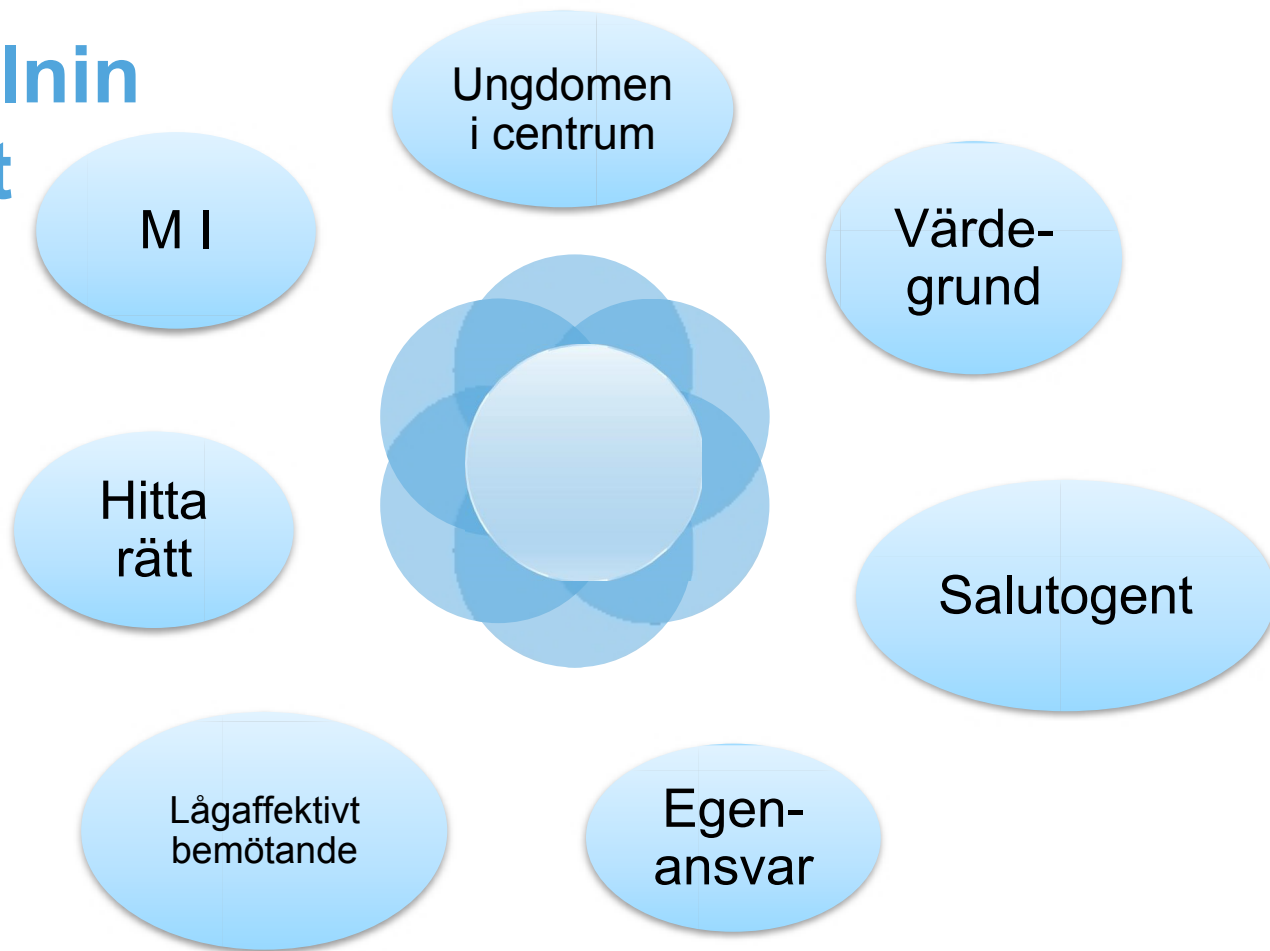 lnin
t
Ungdomen
i centrum
M I
Värde-
grund
Hitta
rätt
Salutogent
Lågaffektivt
bemötande
Egen-
ansvar